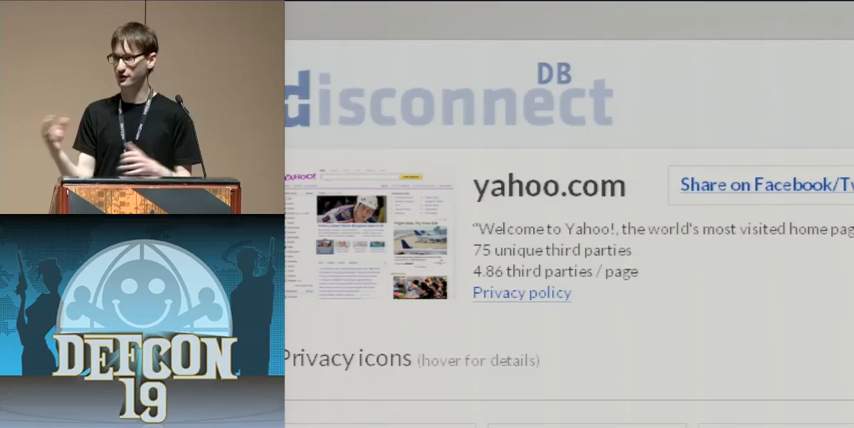 disconnect
DB
yahoo.com
Share on Facebook/Tw
"Welcome to Yahoo!, the world's most visited home pag
75 unique third parties
4.86 third parties / page
Privacy policy
Privacy icons (hover for details)
YAHOO!
DEFCON
19